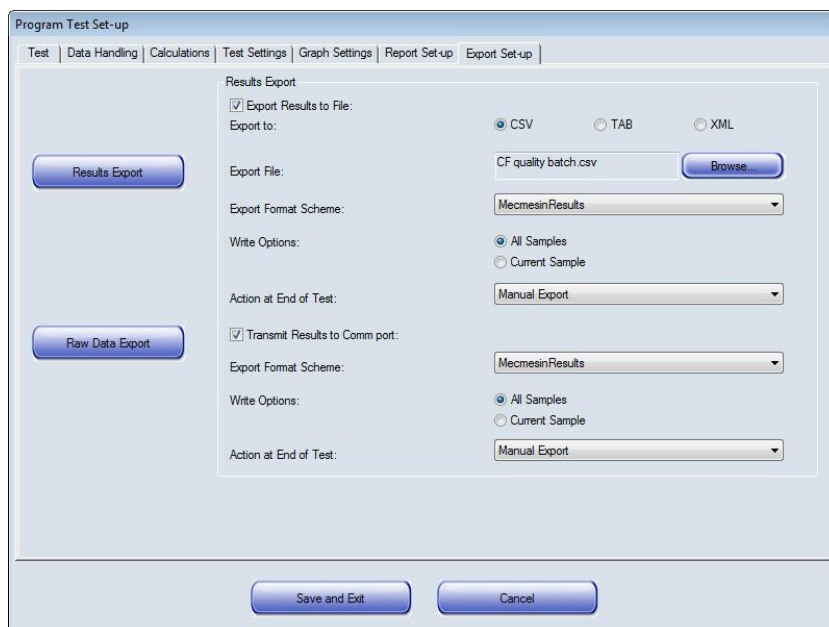 Program Test Set-up
Test Data Handling Calculations Test Settings Graph Settings Report Set-up Export Set-up
Results Export
Export Results to File:
Export to: CSV TAB XML
Results Export
Export File: CF quality batch.csv Browse...
Export Format Scheme: MecmesinResults
Write Options: All Samples
Current Sample
Action at End of Test: Manual Export
Raw Data Export
Transmit Results to Comm port:
Export Format Scheme: MecmesinResults
Write Options: All Samples
Current Sample
Action at End of Test: Manual Export
Save and Exit Cancel